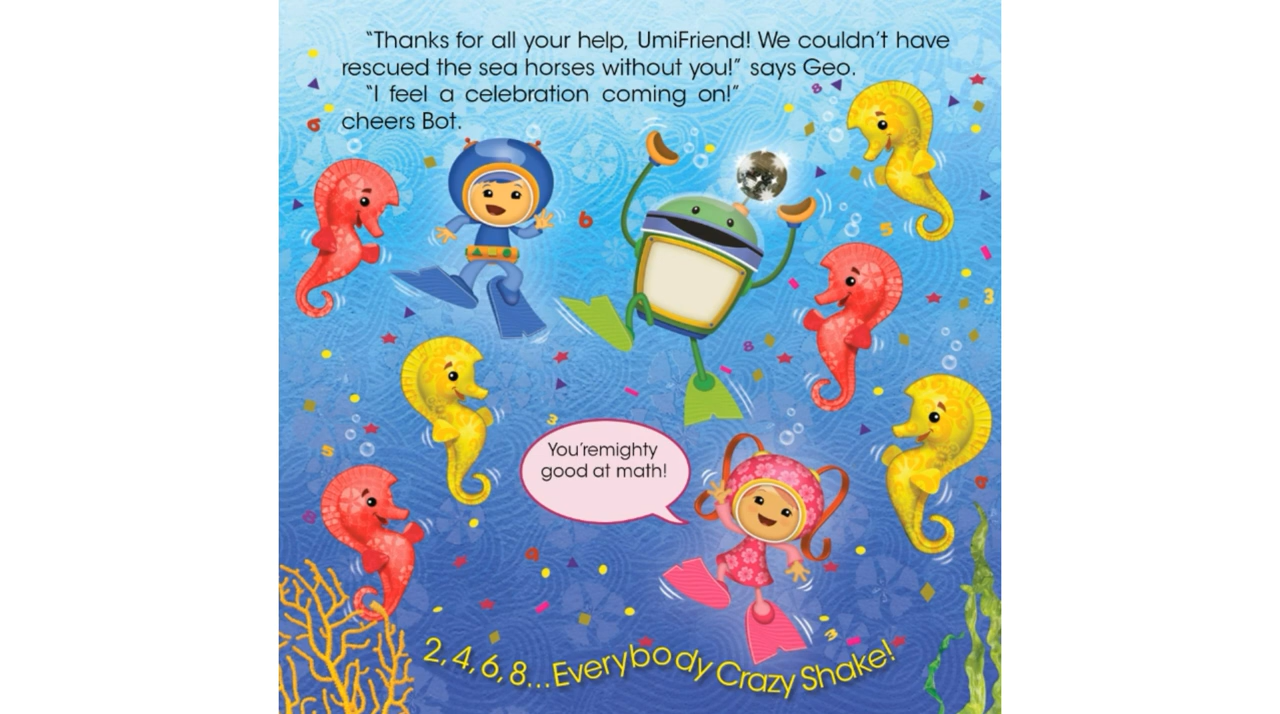 “Thanks for all your help, UmiFriend! We couldn’t have
rescued the sea horses without you!” says Geo.
“I feel a celebration coming on!”
cheers Bot.
You’remighty
good at math!
2, 4, 6, 8...Everybody Crazy Shake!